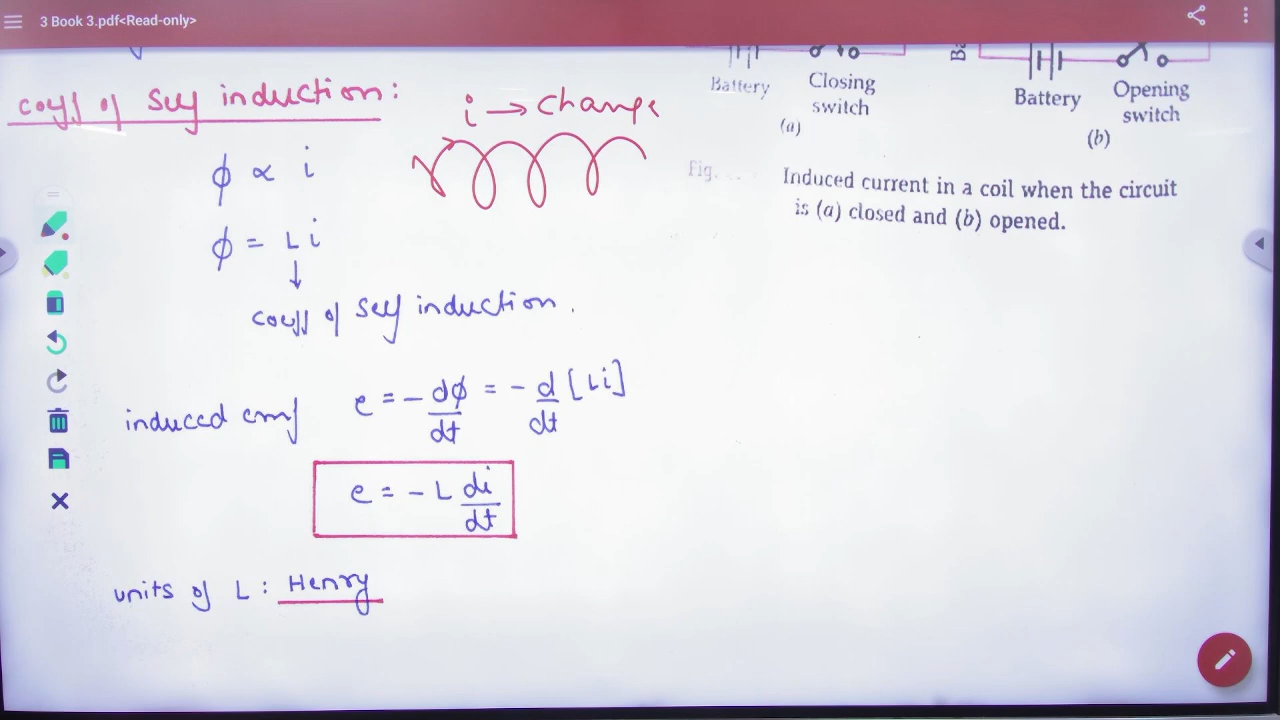 3 Book 3.pdf<Read-only>
Battery
Closing
switch
(a)
Battery
Opening
switch
(b)
Fig.
Induced current in a coil when the circuit
is (a) closed and (b) opened.
coeff of self induction:
i → change
ϕ ∝ i
ϕ = L i
↓
coeff of self induction.
induced emf e = - dϕ/dt = - d/dt [Li]
e = - L di/dt
units of L : Henry